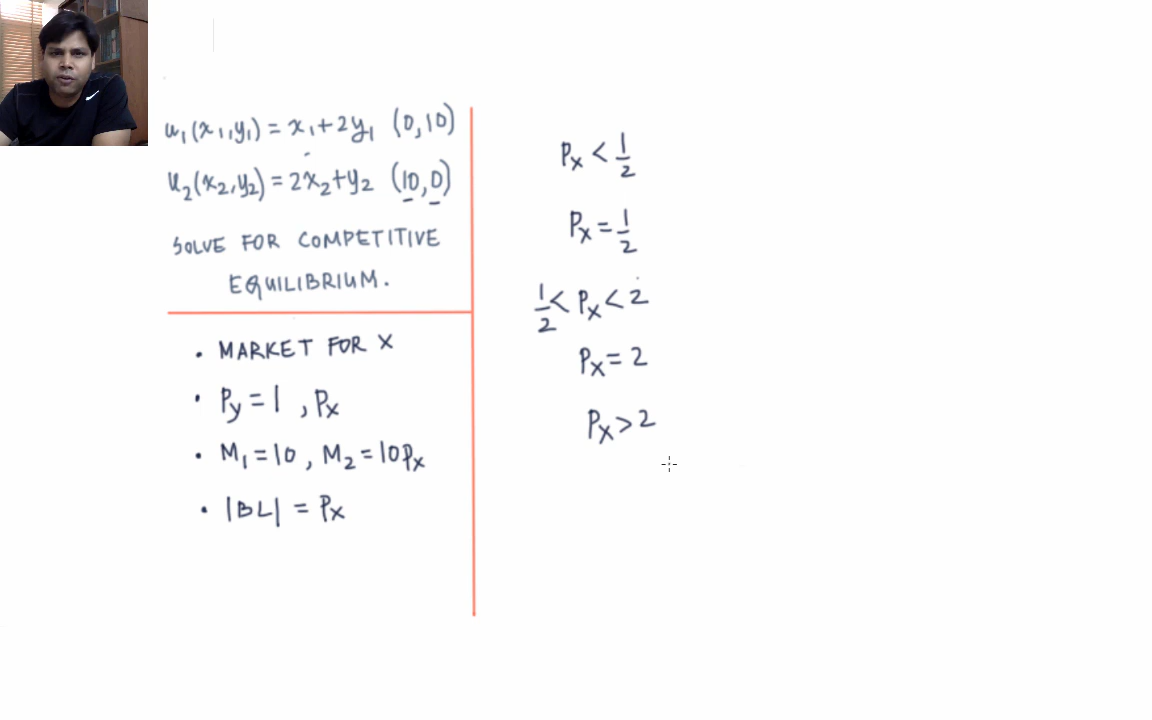 u₁(x₁,y₁) = x₁+2y₁ (0,10)
u₂(x₂,y₂) = 2x₂+y₂ (10,0)
SOLVE FOR COMPETITIVE
EQUILIBRIUM.
• MARKET FOR X
• Py = 1 , Px
• M₁ = 10 , M₂ = 10Px
• |BL| = Px
Px < 1/2
Px = 1/2
1/2 < Px < 2
Px = 2
Px > 2